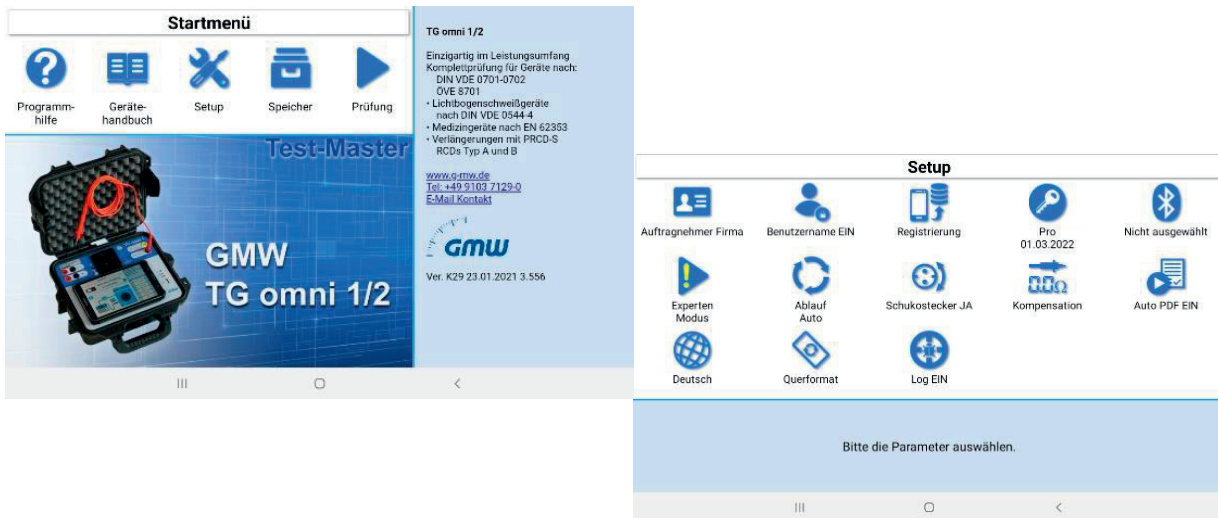 Startmenü
Programm-
hilfe
Geräte-
handbuch
Setup
Speicher
Prüfung
Test-Master
GMW
TG omni 1/2
TG omni 1/2
Einzigartig im Leistungsumfang
Komplettprüfung für Geräte nach:
DIN VDE 0701-0702
ÖVE 8701
• Lichtbogenschweißgeräte
nach DIN VDE 0544-4
• Medizingeräte nach EN 62353
• Verlängerungen mit PRCD-S
RCDs Typ A und B
www.g-mw.de
Tel: +49 9103 7129-0
E-Mail Kontakt
GMW
Ver. K29 23.01.2021 3.556
Setup
Auftragnehmer Firma
Benutzername EIN
Registrierung
Pro
01.03.2022
Nicht ausgewählt
Experten
Modus
Ablauf
Auto
Schukostecker JA
0.0Ω
Kompensation
Auto PDF EIN
Deutsch
Querformat
Log EIN
Bitte die Parameter auswählen.